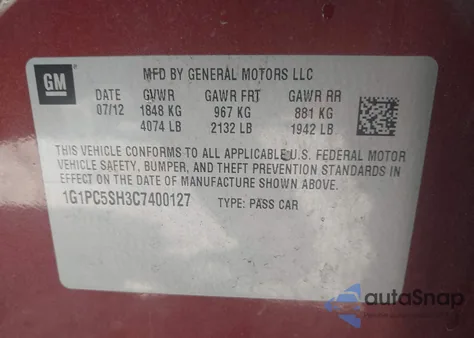 GM
MFD BY GENERAL MOTORS LLC
DATE GVWR GAWR FRT GAWR RR
07/12 1848 KG 967 KG 881 KG
4074 LB 2132 LB 1942 LB
THIS VEHICLE CONFORMS TO ALL APPLICABLE U.S. FEDERAL MOTOR
VEHICLE SAFETY, BUMPER, AND THEFT PREVENTION STANDARDS IN
EFFECT ON THE DATE OF MANUFACTURE SHOWN ABOVE.
1G1PC5SH3C7400127 TYPE: PASS CAR
autoSnap